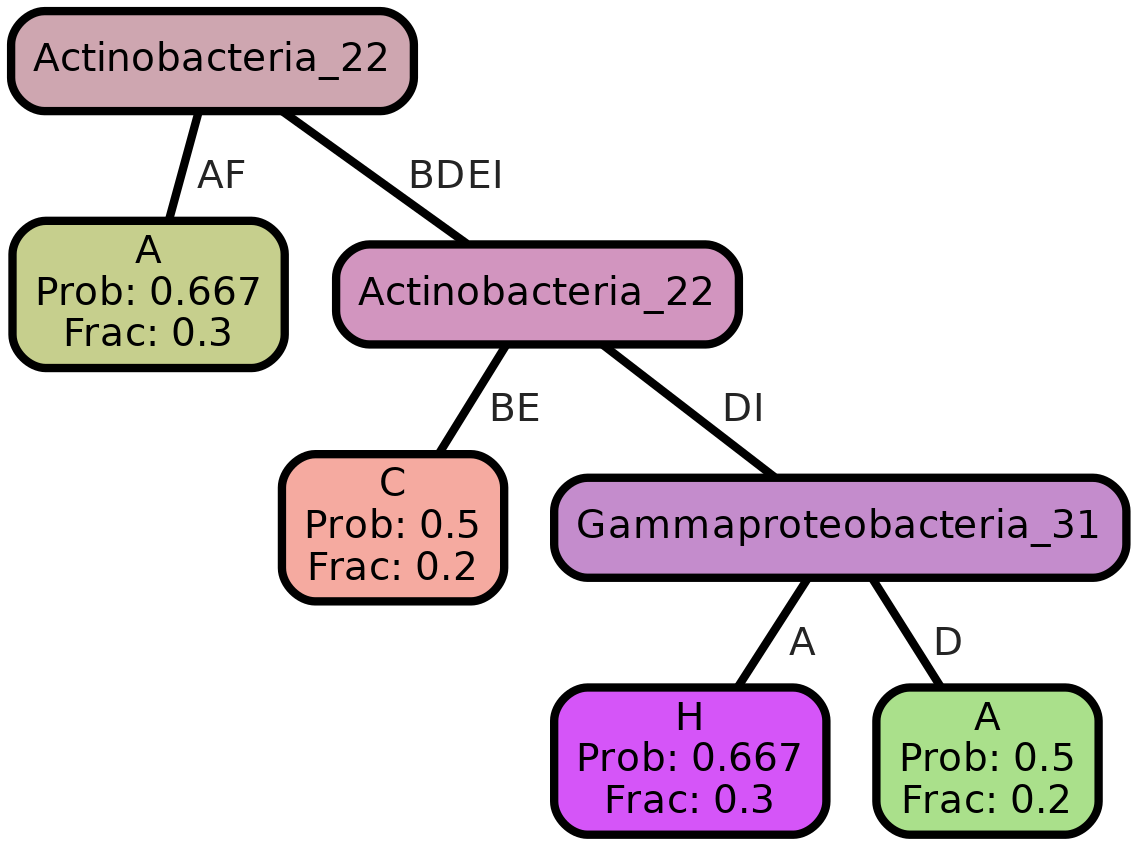 Actinobacteria_22
AF
BDEI
A
Prob: 0.667
Frac: 0.3
Actinobacteria_22
BE
DI
C
Prob: 0.5
Frac: 0.2
Gammaproteobacteria_31
A
D
H
Prob: 0.667
Frac: 0.3
A
Prob: 0.5
Frac: 0.2